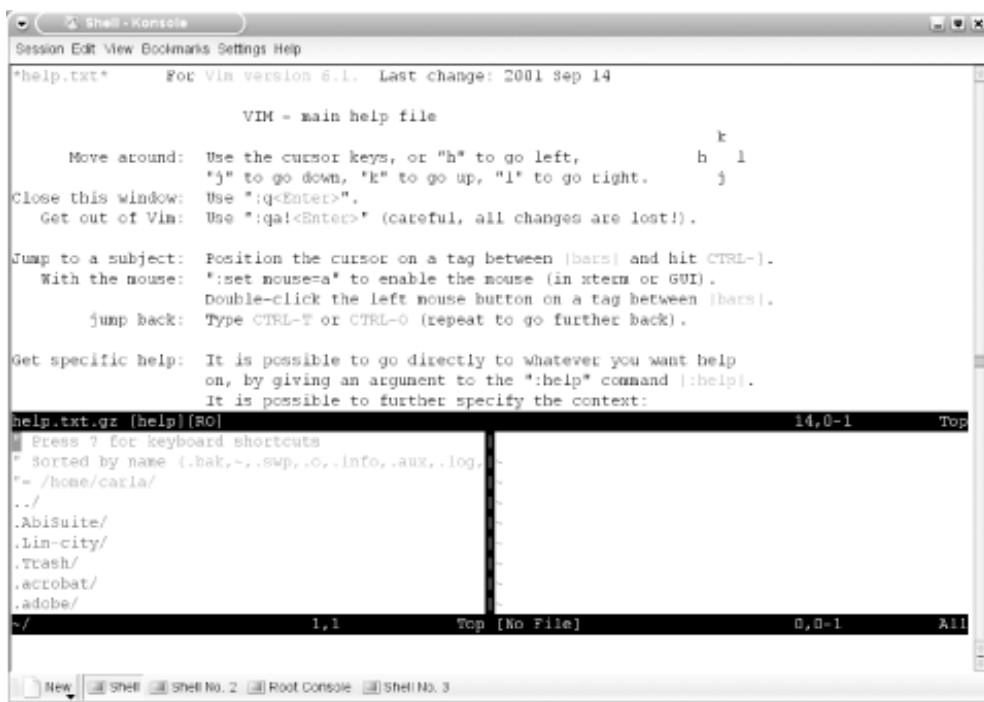 Shell - Konsole
Session Edit View Bookmarks Settings Help
*help.txt* For Vim version 6.1. Last change: 2001 Sep 14
VIM - main help file
k
Move around: Use the cursor keys, or "h" to go left, h l
"j" to go down, "k" to go up, "l" to go right. j
Close this window: Use ":q<Enter>".
Get out of Vim: Use ":qa!<Enter>" (careful, all changes are lost!).
Jump to a subject: Position the cursor on a tag between |bars| and hit CTRL-].
With the mouse: ":set mouse=a" to enable the mouse (in xterm or GUI).
Double-click the left mouse button on a tag between |bars|.
jump back: Type CTRL-T or CTRL-O (repeat to go further back).
Get specific help: It is possible to go directly to whatever you want help
on, by giving an argument to the ":help" command |:help|.
It is possible to further specify the context:
help.txt.gz [help][RO] 14,0-1 Top
" Press ? for keyboard shortcuts
" Sorted by name (.bak,~,.swp,.o,.info,.aux,.log, ~
"= /home/carla/ ~
../ ~
.AbiSuite/ ~
.Lin-city/ ~
.Trash/ ~
.acrobat/ ~
.adobe/ ~
~/ 1,1 Top [No File] 0,0-1 All
New Shell Shell No. 2 Root Console Shell No. 3